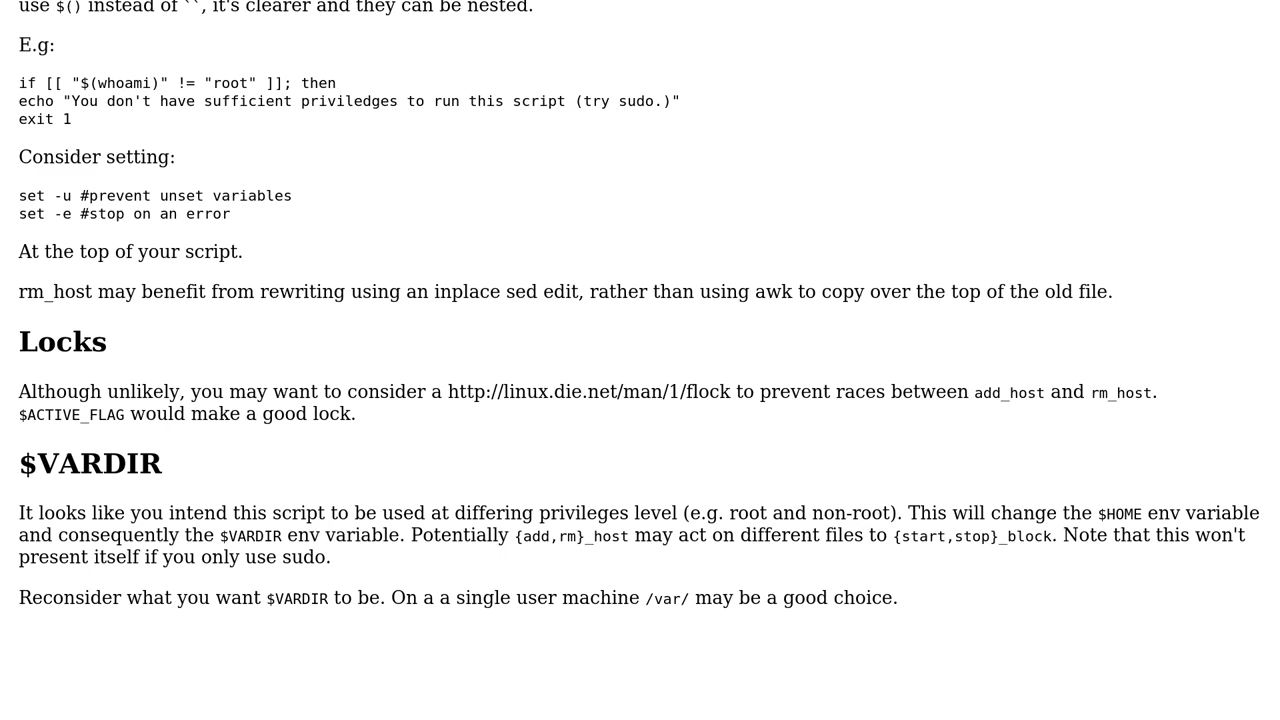 use $() instead of ``, it's clearer and they can be nested.
E.g:
if [[ "$(whoami)" != "root" ]]; then
echo "You don't have sufficient priviledges to run this script (try sudo.)"
exit 1
Consider setting:
set -u #prevent unset variables
set -e #stop on an error
At the top of your script.
rm_host may benefit from rewriting using an inplace sed edit, rather than using awk to copy over the top of the old file.
Locks
Although unlikely, you may want to consider a http://linux.die.net/man/1/flock to prevent races between add_host and rm_host.
$ACTIVE_FLAG would make a good lock.
$VARDIR
It looks like you intend this script to be used at differing privileges level (e.g. root and non-root). This will change the $HOME env variable
and consequently the $VARDIR env variable. Potentially {add,rm}_host may act on different files to {start,stop}_block. Note that this won't
present itself if you only use sudo.
Reconsider what you want $VARDIR to be. On a a single user machine /var/ may be a good choice.